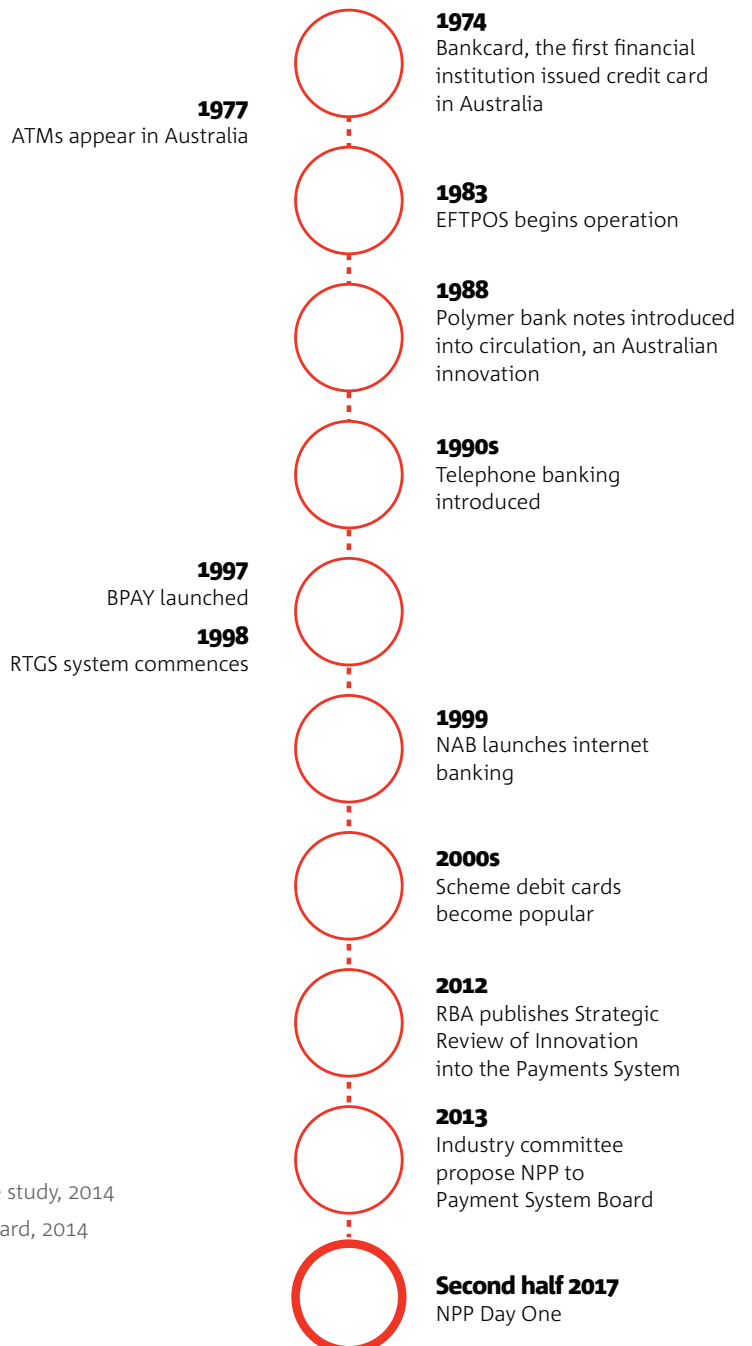 1974
Bankcard, the first financial
institution issued credit card
in Australia
1977
ATMs appear in Australia
1983
EFTPOS begins operation
1988
Polymer bank notes introduced
into circulation, an Australian
innovation
1990s
Telephone banking
introduced
1997
BPAY launched
1998
RTGS system commences
1999
NAB launches internet
banking
2000s
Scheme debit cards
become popular
2012
RBA publishes Strategic
Review of Innovation
into the Payments System
2013
Industry committee
propose NPP to
Payment System Board
study, 2014
ard, 2014
Second half 2017
NPP Day One